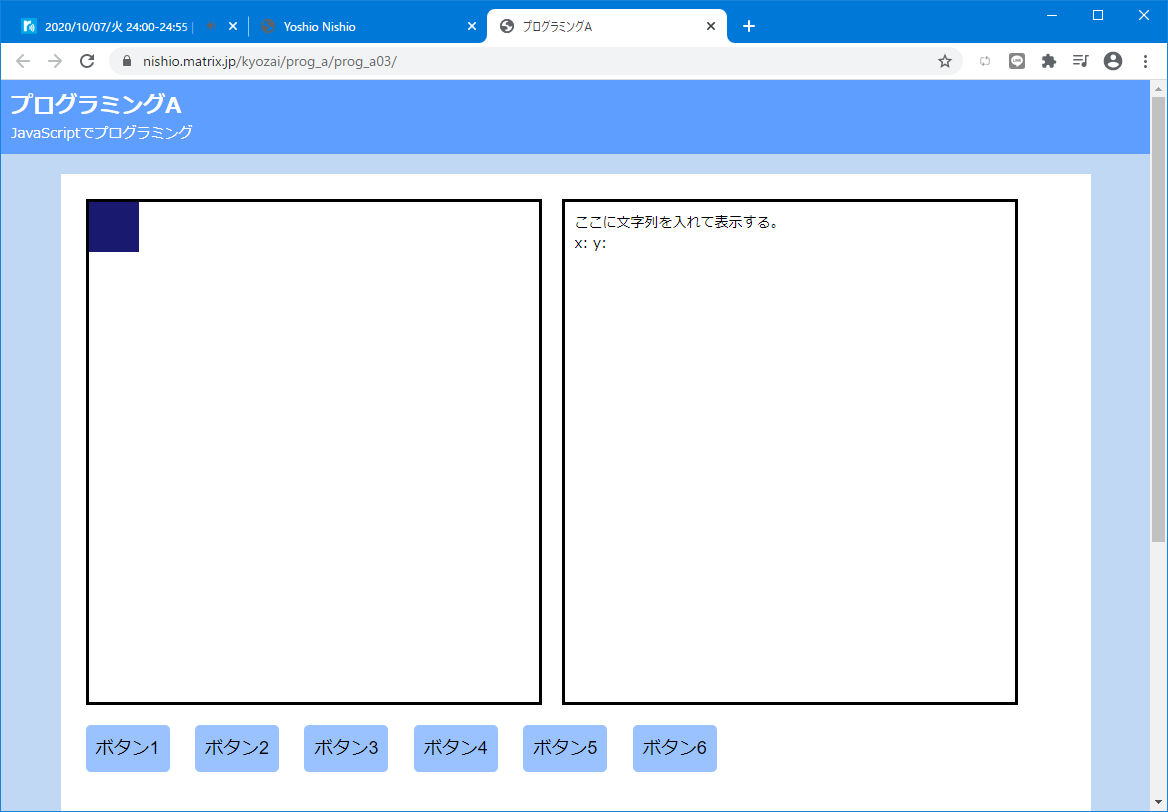 2020/10/07/火 24:00-24:55 |
Yoshio Nishio
プログラミングA
nishio.matrix.jp/kyozai/prog_a/prog_a03/
プログラミングA
JavaScriptでプログラミング
ここに文字列を入れて表示する。
x: y:
ボタン1 ボタン2 ボタン3 ボタン4 ボタン5 ボタン6